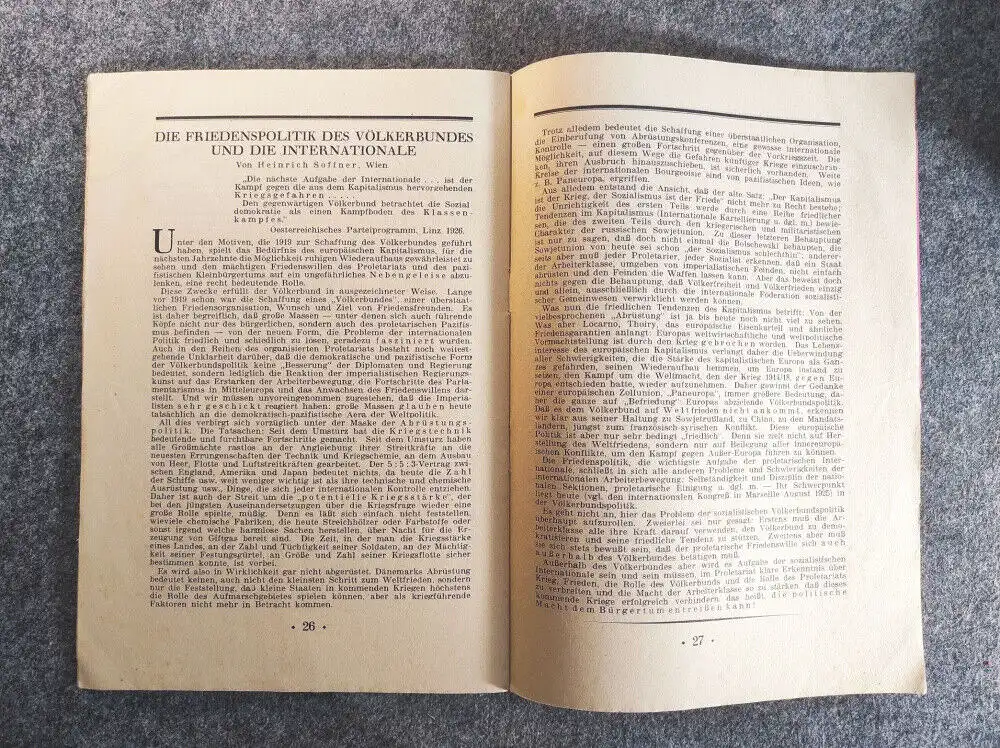 DIE FRIEDENSPOLITIK DES VÖLKERBUNDES
UND DIE INTERNATIONALE
Von Heinrich Soffner, Wien
„Die nächste Aufgabe der Internationale . . . ist der
Kampf gegen die aus dem Kapitalismus hervorgehenden
Kriegsgefahren . . . . .
Den gegenwärtigen Völkerbund betrachtet die Sozial
demokratie als einen Kampfboden des Klassen-
kampfes.“
Oesterreichisches Parteiprogramm, Linz 1926.
Unter den Motiven, die 1919 zur Schaffung des Völkerbundes geführt
haben, spielt das Bedürfnis des europäischen Kapitalismus, für die
nächsten Jahrzehnte die Möglichkeit ruhigen Wiederaufbaus gewährleistet zu
sehen und den mächtigen Friedenswillen des Proletariats und des pazi-
fistischen Kleinbürgertums auf ein ungefährliches Nebengeleise abzu-
lenken, eine recht bedeutende Rolle.
Diese Zwecke erfüllt der Völkerbund in ausgezeichneter Weise. Lange
vor 1919 schon war die Schaffung eines „Völkerbundes“, einer überstaat-
lichen Friedensorganisation, Wunsch und Ziel von Friedensfreunden. Es
ist daher begreiflich, daß große Massen — unter denen sich auch führende
Köpfe nicht nur des bürgerlichen, sondern auch des proletarischen Pazifis-
mus befinden — von der neuen Form, die Probleme der internationalen
Politik friedlich und schiedlich zu lösen, geradezu fasziniert wurden.
Auch in den Reihen des organisierten Proletariats besteht noch weitest-
gehende Unklarheit darüber, daß die demokratische und pazifistische Form
der Völkerbundspolitik keine „Besserung“ der Diplomaten und Regierung
bedeutet, sondern lediglich die Reaktion der imperialistischen Regierungs-
kunst auf das Erstarken der Arbeiterbewegung, die Fortschritte des Parla-
mentarismus in Mitteleuropa und das Anwachsen des Friedenswillens dar-
stellt. Und wir müssen unvoreingenommen zugestehen, daß die Imperia-
listen sehr geschickt reagiert haben: große Massen glauben heute
tatsächlich an die demokratisch-pazifistische Aera der Weltpolitik.
All dies verbirgt sich vorzüglich unter der Maske der Abrüstungs-
politik. Die Tatsachen: Seit dem Umsturz hat die Kriegstechnik
bedeutende und furchtbare Fortschritte gemacht. Seit dem Umsturz haben
alle Großmächte rastlos an der Angleichung ihrer Streitkräfte an die
neuesten Errungenschaften der Technik und Kriegschemie, an dem Ausbau
von Heer, Flotte und Luftstreitkräften gearbeitet. Der 5 : 5 : 3-Vertrag zwi-
schen England, Amerika und Japan bedeutet nichts, da heute die Zahl
der Schiffe usw. weit weniger wichtig ist als ihre technische und chemische
Ausrüstung usw., Dinge, die sich jeder internationalen Kontrolle entziehen.
Daher ist auch der Streit um die „potentielle Kriegsstärke“, der
bei den jüngsten Auseinandersetzungen über die Kriegsfrage wieder eine
große Rolle spielte, müßig. Denn es läßt sich einfach nicht feststellen,
wieviele chemische Fabriken, die heute Streichhölzer oder Farbstoffe oder
sonst irgend welche harmlose Sachen herstellen, über Nacht für die Er-
zeugung von Giftgas bereit sind. Die Zeit, in der man die Kriegsstärke
eines Landes, an der Zahl und Tüchtigkeit seiner Soldaten, an der Mächtig-
keit seiner Festungsgürtel, an Größe und Zahl seiner Kriegsflotte sicher
bestimmen konnte, ist vorbei.
Es wird also in Wirklichkeit gar nicht abgerüstet. Dänemarks Abrüstung
bedeutet keinen, auch nicht den kleinsten Schritt zum Weltfrieden, sondern
nur die Feststellung, daß kleine Staaten in kommenden Kriegen höchstens
die Rolle des Aufmarschgebietes spielen können, aber als kriegführende
Faktoren nicht mehr in Betracht kommen.
• 26 •
Trotz alledem bedeutet die Schaffung einer überstaatlichen Organisation,
die Einberufung von Abrüstungskonferenzen, eine gewisse internationale
Kontrolle — einen großen Fortschritt gegenüber der Vorkriegszeit. Die
Möglichkeit, auf diesem Wege die Gefahren künftiger Kriege einzuschrän-
ken, ihren Ausbruch hinauszuschieben, ist sicherlich vorhanden. Weite
Kreise der internationalen Bourgeoisie sind von pazifistischen Ideen, wie
z. B. Paneuropa, ergriffen.
Aus alledem entstand die Ansicht, daß der alte Satz: „Der Kapitalismus
ist der Krieg, der Sozialismus ist der Friede“ nicht mehr zu Recht bestehe;
die Unrichtigkeit des ersten Teils werde durch eine Reihe friedlicher
Tendenzen im Kapitalismus (Internationale Kartellierung u. dgl. m.) bewie-
sen, die des zweiten Teils durch den kriegerischen und militaristischen
Charakter der russischen Sowjetunion. Zu dieser letzteren Behauptung
ist nur zu sagen, daß doch nicht einmal die Bolschewiki behaupten, die
Sowjetunion von heute sei schon „der Sozialismus schlechthin“; anderer-
seits aber muß jeder Proletarier, jeder Sozialist erkennen, daß ein Staat
der Arbeiterklasse, umgeben von imperialistischen Feinden, nicht einfach
abrüsten und den Feinden die Waffen lassen kann. Aber das beweist doch
nichts gegen die Behauptung, daß Völkerfreiheit und Völkerfrieden einzig
und allein, ausschließlich durch die internationale Föderation sozialisti-
scher Gemeinwesen verwirklicht werden können.
Was nun die friedlichen Tendenzen des Kapitalismus betrifft: Von der
vielbesprochenen „Abrüstung“ ist ja bis heute noch nicht viel zu sehen.
Was aber Locarno, Thoiry, das europäische Eisenkartell und ähnliche
Friedensgarantien anlangt: Europas weltwirtschaftliche und weltpolitische
Vormachtstellung ist durch den Krieg gebrochen worden. Das Lebens-
interesse des europäischen Kapitalismus verlangt daher die Ueberwindung
aller Schwierigkeiten, die die Stärke des kapitalistischen Europa als Gan-
zes gefährden, seinen Wiederaufbau hemmen, um Europa instand zu
setzen, den Kampf um die Weltmacht, den der Krieg 1914/18 gegen Eu-
ropa entschieden hatte, wieder aufzunehmen. Daher gewinnt der Gedanke
einer europäischen Zollunion, „Paneuropa“, immer größere Bedeutung, da-
her die ganze auf „Befriedung“ Europas abzielende Völkerbundspolitik.
Daß es dem Völkerbund auf Weltfrieden nicht ankommt, erkennen
wir klar aus seiner Haltung zu Sowjetrußland, zu China, zu den Mandats-
ländern, jüngst zum französisch-syrischen Konflikt. Diese europäische
Politik ist aber nur sehr bedingt „friedlich“. Denn sie zielt nicht auf Her-
stellung des Weltfriedens, sondern nur auf Beilegung aller innereuropäi-
schen Konflikte, um den Kampf gegen Außer-Europa führen zu können.
Die Friedenspolitik, die wichtigste Aufgabe der proletarischen Inter-
nationale, schließt in sich alle anderen Probleme und Schwierigkeiten der
internationalen Arbeiterbewegung: Selbständigkeit und Disziplin der natio-
nalen Sektionen, proletarische Einigung u. dgl. m. — Ihr Schwerpunkt
liegt heute (vgl. den internationalen Kongreß in Marseille August 1925) in
der Völkerbundspolitik.
Es geht nicht an, hier das Problem der sozialistischen Völkerbundspolitik
überhaupt aufzurollen. Zweierlei sei nur gesagt: Erstens muß die Ar-
beiterklasse alle ihre Kraft darauf verwenden, den Völkerbund zu demo-
kratisieren und seine friedliche Tendenz zu stützen. Zweitens aber muß
sie sich stets bewußt sein, daß der proletarische Friedenswille sich auch
außerhalb des Völkerbundes betätigen muß.
Außerhalb des Völkerbundes aber wird es Aufgabe der sozialistischen
Internationale sein und sein müssen, im Proletariat klare Erkenntnis über
Krieg, Frieden, die Rolle des Völkerbundes und die Rolle des Proletariats
zu verbreiten und die Macht der Arbeiterklasse so zu stärken, daß dieses
kommende Kriege erfolgreich verhindern, das heißt, die politische
Macht dem Bürgertum entreißen kann!
• 27 •